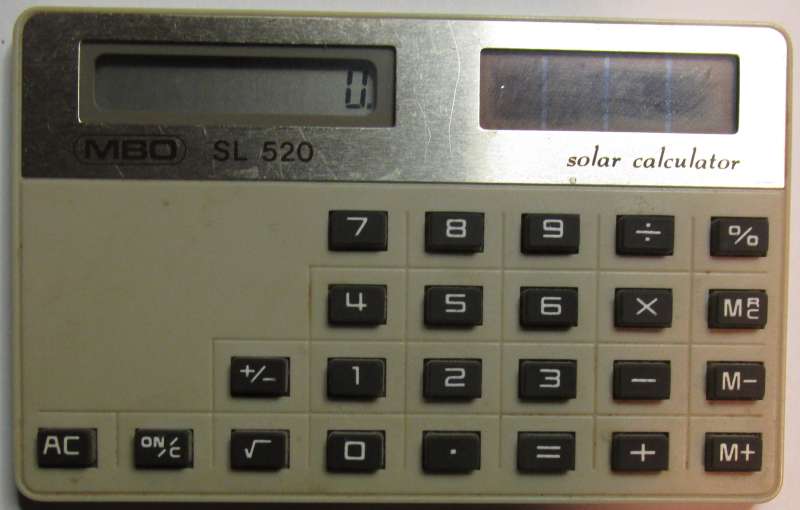 0.
MBO SL 520
solar calculator
7 8 9 ÷ %
4 5 6 × MRC
+/− 1 2 3 − M−
AC ON/C √ 0 . = + M+